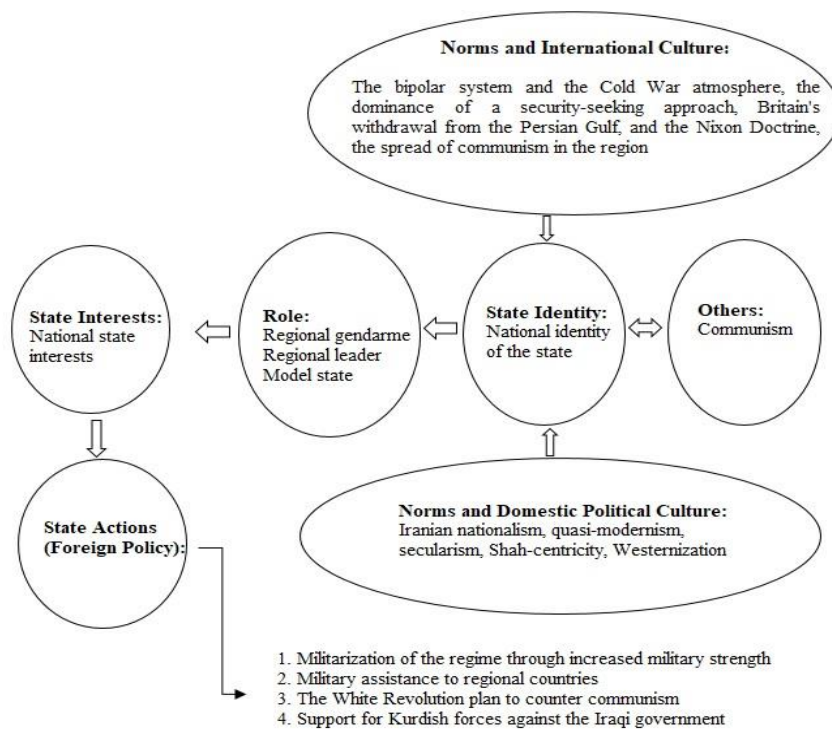 Norms and International Culture:
The bipolar system and the Cold War atmosphere, the
dominance of a security-seeking approach, Britain's
withdrawal from the Persian Gulf, and the Nixon Doctrine,
the spread of communism in the region
State Interests:
National state
interests
Role:
Regional gendarme
Regional leader
Model state
State Identity:
National identity
of the state
Others:
Communism
State Actions
(Foreign Policy):
Norms and Domestic Political Culture:
Iranian nationalism, quasi-modernism,
secularism, Shah-centricity, Westernization
1. Militarization of the regime through increased military strength
2. Military assistance to regional countries
3. The White Revolution plan to counter communism
4. Support for Kurdish forces against the Iraqi government